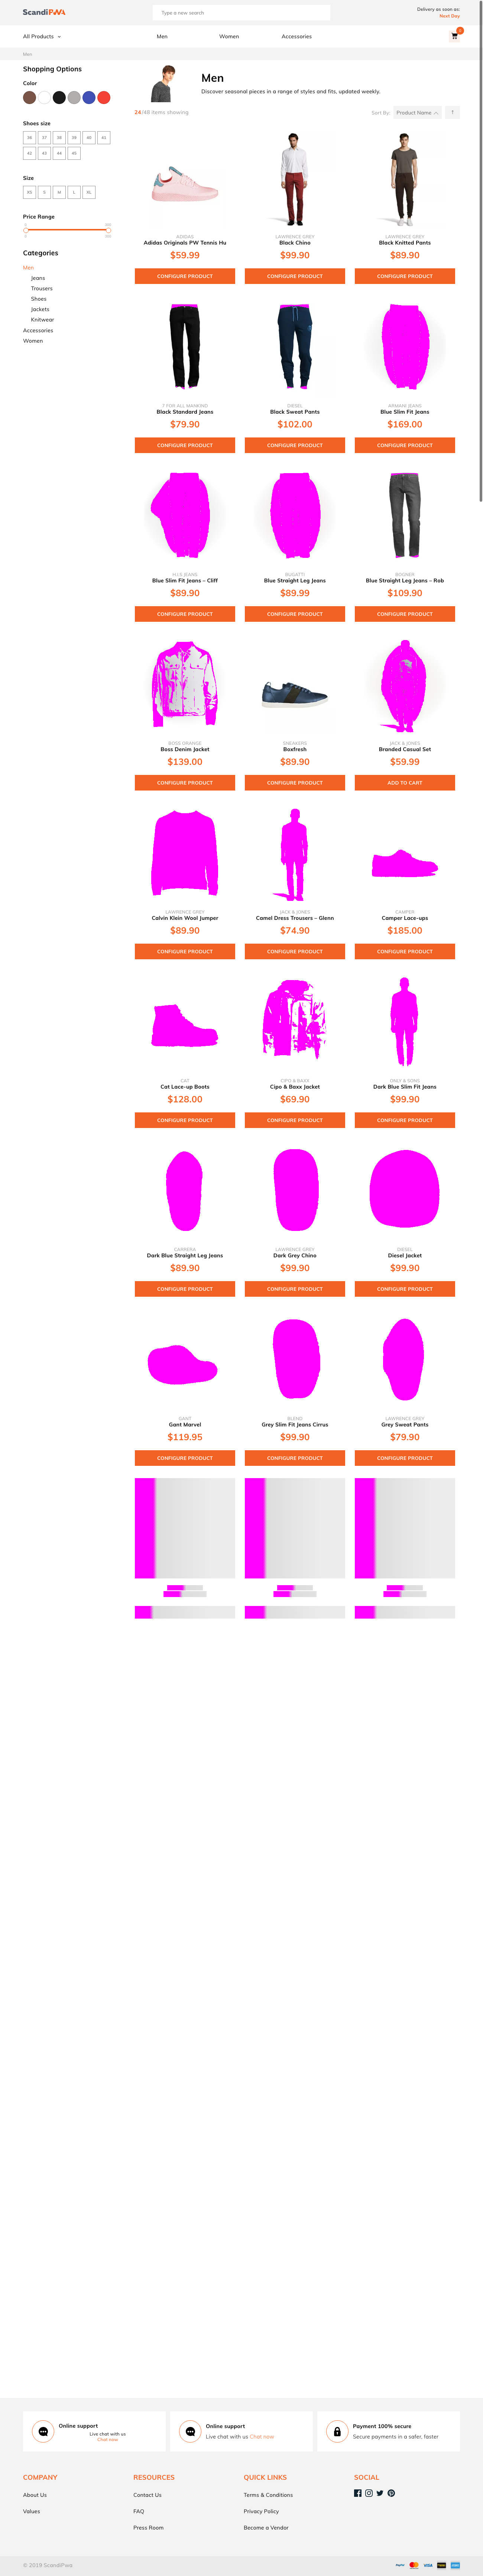 ScandiPWA
Type a new search
Delivery as soon as:
Next Day
All Products
Men
Women
Accessories
Men
Shopping Options
Color
Shoes size
36 37 38 39 40 41
42 43 44 45
Size
XS S M L XL
Price Range
Categories
Men
Jeans
Trousers
Shoes
Jackets
Knitwear
Accessories
Women
Men
Discover seasonal pieces in a range of styles and fits, updated weekly.
24/48 items showing
Sort By: Product Name
ADIDAS
Adidas Originals PW Tennis Hu
$59.99
CONFIGURE PRODUCT
LAWRENCE GREY
Black Chino
$99.90
CONFIGURE PRODUCT
LAWRENCE GREY
Black Knitted Pants
$89.90
CONFIGURE PRODUCT
7 FOR ALL MANKIND
Black Standard Jeans
$79.90
CONFIGURE PRODUCT
DIESEL
Black Sweat Pants
$102.00
CONFIGURE PRODUCT
ARMANI JEANS
Blue Slim Fit Jeans
$169.00
CONFIGURE PRODUCT
H.I.S JEANS
Blue Slim Fit Jeans – Cliff
$89.90
CONFIGURE PRODUCT
BUGATTI
Blue Straight Leg Jeans
$89.99
CONFIGURE PRODUCT
BOGNER
Blue Straight Leg Jeans – Rob
$109.90
CONFIGURE PRODUCT
BOSS ORANGE
Boss Denim Jacket
$139.00
CONFIGURE PRODUCT
SNEAKERS
Boxfresh
$89.90
CONFIGURE PRODUCT
JACK & JONES
Branded Casual Set
$59.99
ADD TO CART
LAWRENCE GREY
Calvin Klein Wool Jumper
$89.90
CONFIGURE PRODUCT
JACK & JONES
Camel Dress Trousers – Glenn
$74.90
CONFIGURE PRODUCT
CAMPER
Camper Lace-ups
$185.00
CONFIGURE PRODUCT
CAT
Cat Lace-up Boots
$128.00
CONFIGURE PRODUCT
CIPO & BAXX
Cipo & Baxx Jacket
$69.90
CONFIGURE PRODUCT
ONLY & SONS
Dark Blue Slim Fit Jeans
$99.90
CONFIGURE PRODUCT
CARRERA
Dark Blue Straight Leg Jeans
$89.90
CONFIGURE PRODUCT
LAWRENCE GREY
Dark Grey Chino
$99.90
CONFIGURE PRODUCT
DIESEL
Diesel Jacket
$99.90
CONFIGURE PRODUCT
GANT
Gant Marvel
$119.95
CONFIGURE PRODUCT
BLEND
Grey Slim Fit Jeans Cirrus
$99.90
CONFIGURE PRODUCT
LAWRENCE GREY
Grey Sweat Pants
$79.90
CONFIGURE PRODUCT
Online support
Live chat with us
Chat now
Online support
Live chat with us Chat now
Payment 100% secure
Secure payments in a safer, faster
COMPANY
About Us
Values
RESOURCES
Contact Us
FAQ
Press Room
QUICK LINKS
Terms & Conditions
Privacy Policy
Become a Vendor
SOCIAL
© 2019 ScandiPwa
VISA